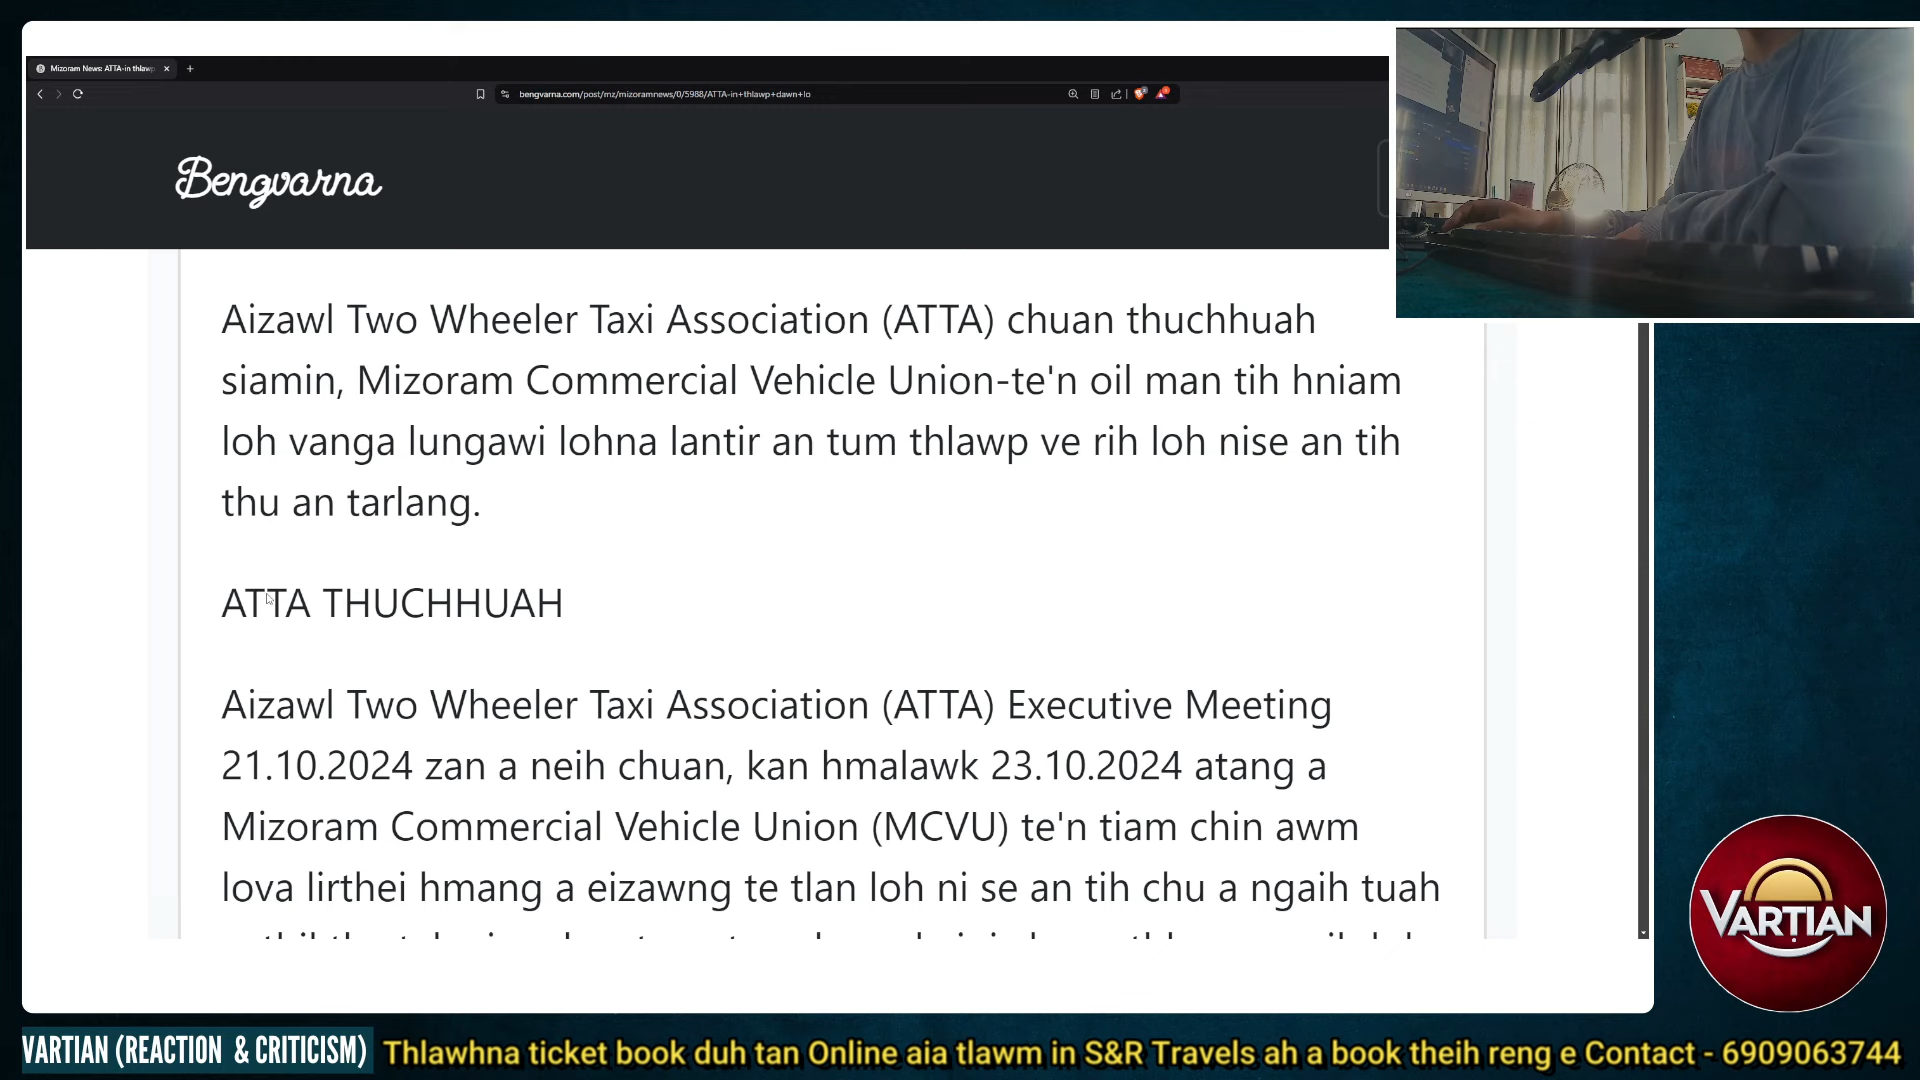 Mizoram News: ATTA-in thlawp
bengvarna.com/post/mz/mizoramnews/0/5988/ATTA-in+thlawp+dawn+lo
Bengvarna
Aizawl Two Wheeler Taxi Association (ATTA) chuan thuchhuah
siamin, Mizoram Commercial Vehicle Union-te'n oil man tih hniam
loh vanga lungawi lohna lantir an tum thlawp ve rih loh nise an tih
thu an tarlang.
ATTA THUCHHUAH
Aizawl Two Wheeler Taxi Association (ATTA) Executive Meeting
21.10.2024 zan a neih chuan, kan hmalawk 23.10.2024 atang a
Mizoram Commercial Vehicle Union (MCVU) te'n tiam chin awm
lova lirthei hmang a eizawng te tlan loh ni se an tih chu a ngaih tuah
VARṬIAN
VARTIAN (REACTION & CRITICISM)
Thlawhna ticket book duh tan Online aia tlawm in S&R Travels ah a book theih reng e Contact - 6909063744